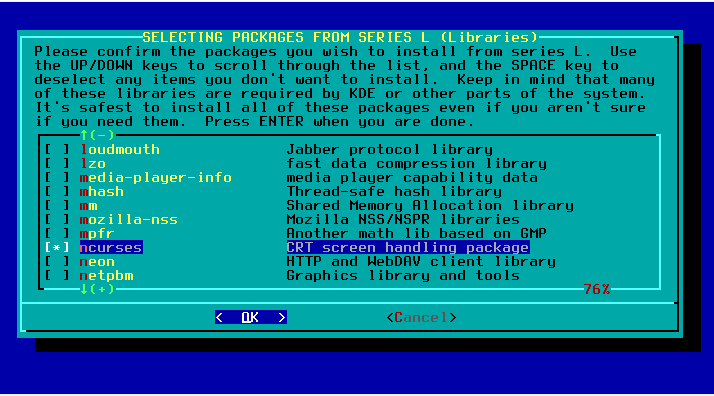 SELECTING PACKAGES FROM SERIES L (Libraries)
Please confirm the packages you wish to install from series L.  Use
the UP/DOWN keys to scroll through the list, and the SPACE key to
deselect any items you don't want to install.  Keep in mind that many
of these libraries are required by KDE or other parts of the system.
It's safest to install all of these packages even if you aren't sure
if you need them.  Press ENTER when you are done.
↑(-)
[ ] loudmouth Jabber protocol library
[ ] lzo fast data compression library
[ ] media-player-info media player capability data
[ ] mhash Thread-safe hash library
[ ] mm Shared Memory Allocation library
[ ] mozilla-nss Mozilla NSS/NSPR libraries
[ ] mpfr Another math lib based on GMP
[*] ncurses CRT screen handling package
[ ] neon HTTP and WebDAV client library
[ ] netpbm Graphics library and tools
↓(+) 76%
< OK > <Cancel>